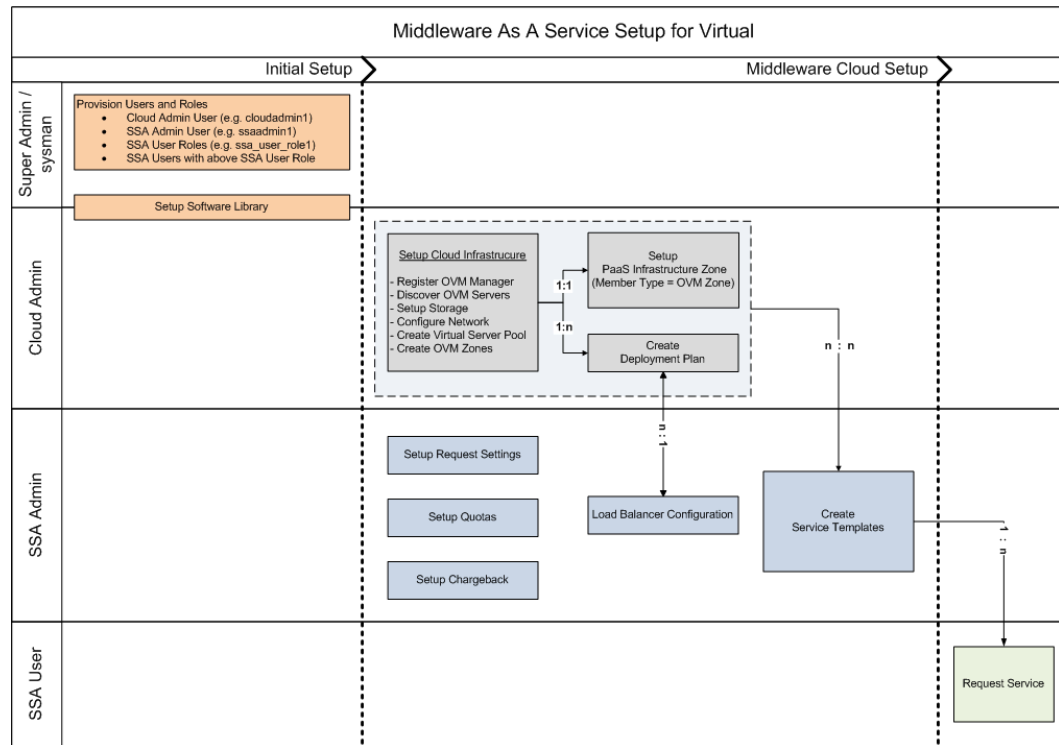 Middleware As A Service Setup for Virtual
Initial Setup
Middleware Cloud Setup
Super Admin /
sysman
Provision Users and Roles
• Cloud Admin User (e.g. cloudadmin1)
• SSA Admin User (e.g. ssaadmin1)
• SSA User Roles (e.g. ssa_user_role1)
• SSA Users with above SSA User Role
Setup Software Library
Cloud Admin
Setup Cloud Infrastrucure
- Register OVM Manager
- Discover OVM Servers
- Setup Storage
- Configure Network
- Create Virtual Server Pool
- Create OVM Zones
1:1
1:n
Setup
PaaS Infrastructure Zone
(Member Type = OVM Zone)
Create
Deployment Plan
n : n
n : 1
SSA Admin
Setup Request Settings
Setup Quotas
Setup Chargeback
Load Balancer Configuration
Create
Service Templates
1 : n
SSA User
Request Service